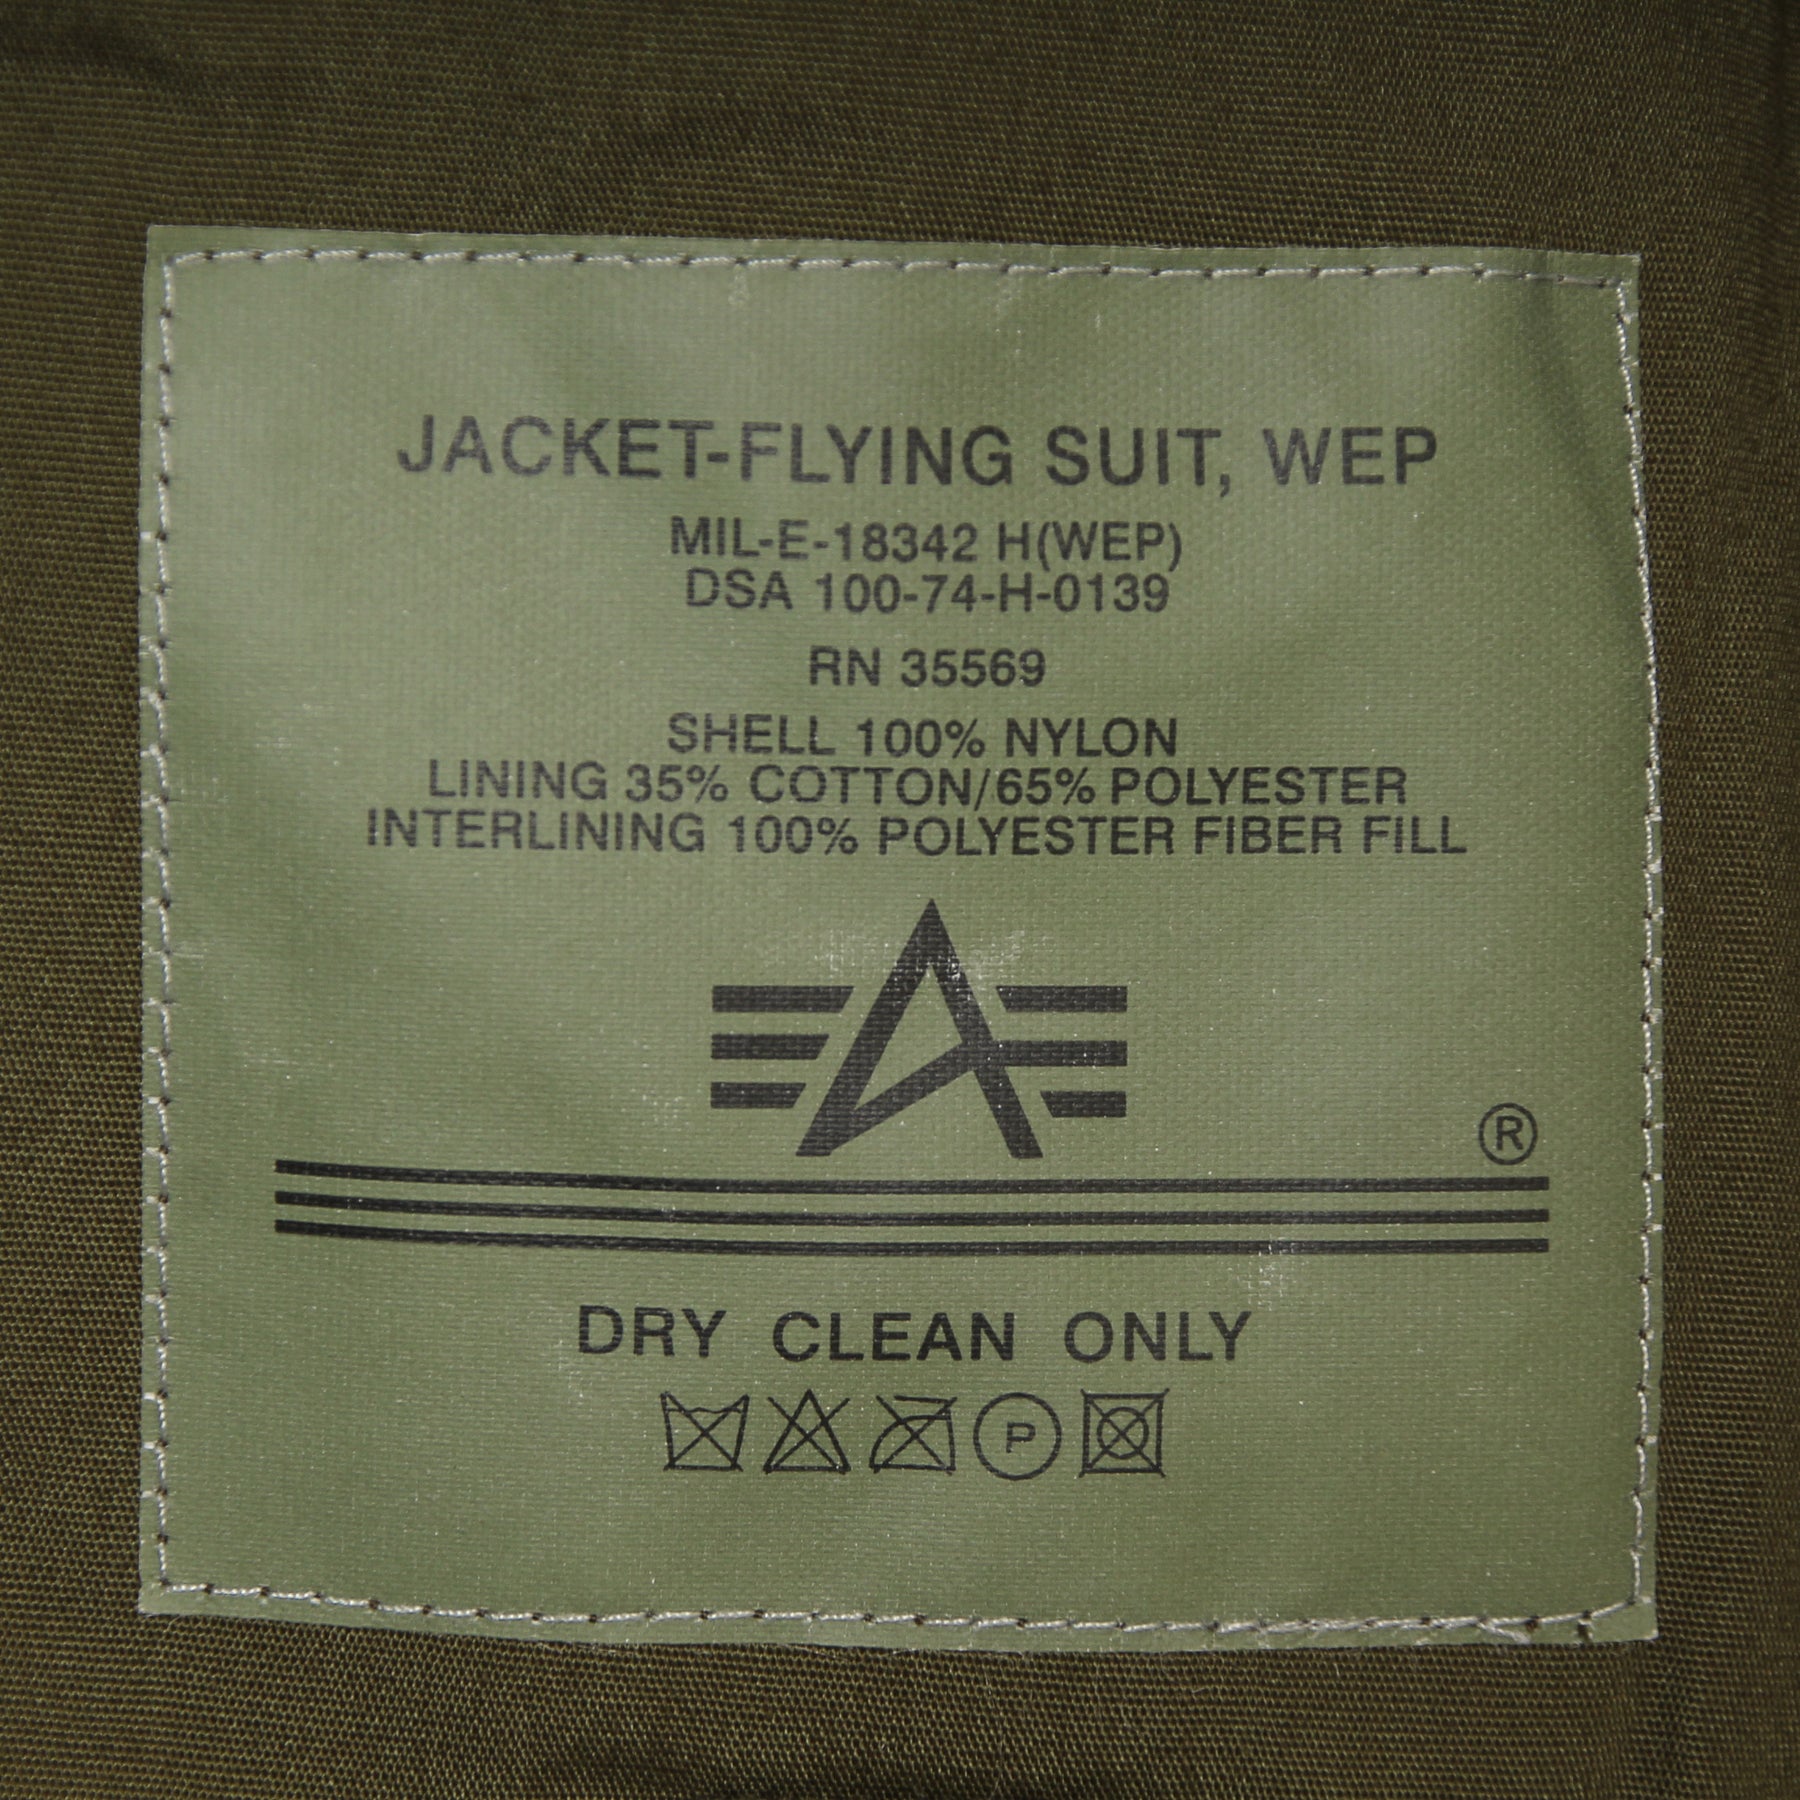 JACKET-FLYING SUIT, WEP
MIL-E-18342 H(WEP)
DSA 100-74-H-0139
RN 35569
SHELL 100% NYLON
LINING 35% COTTON/65% POLYESTER
INTERLINING 100% POLYESTER FIBER FILL
®
DRY CLEAN ONLY
P